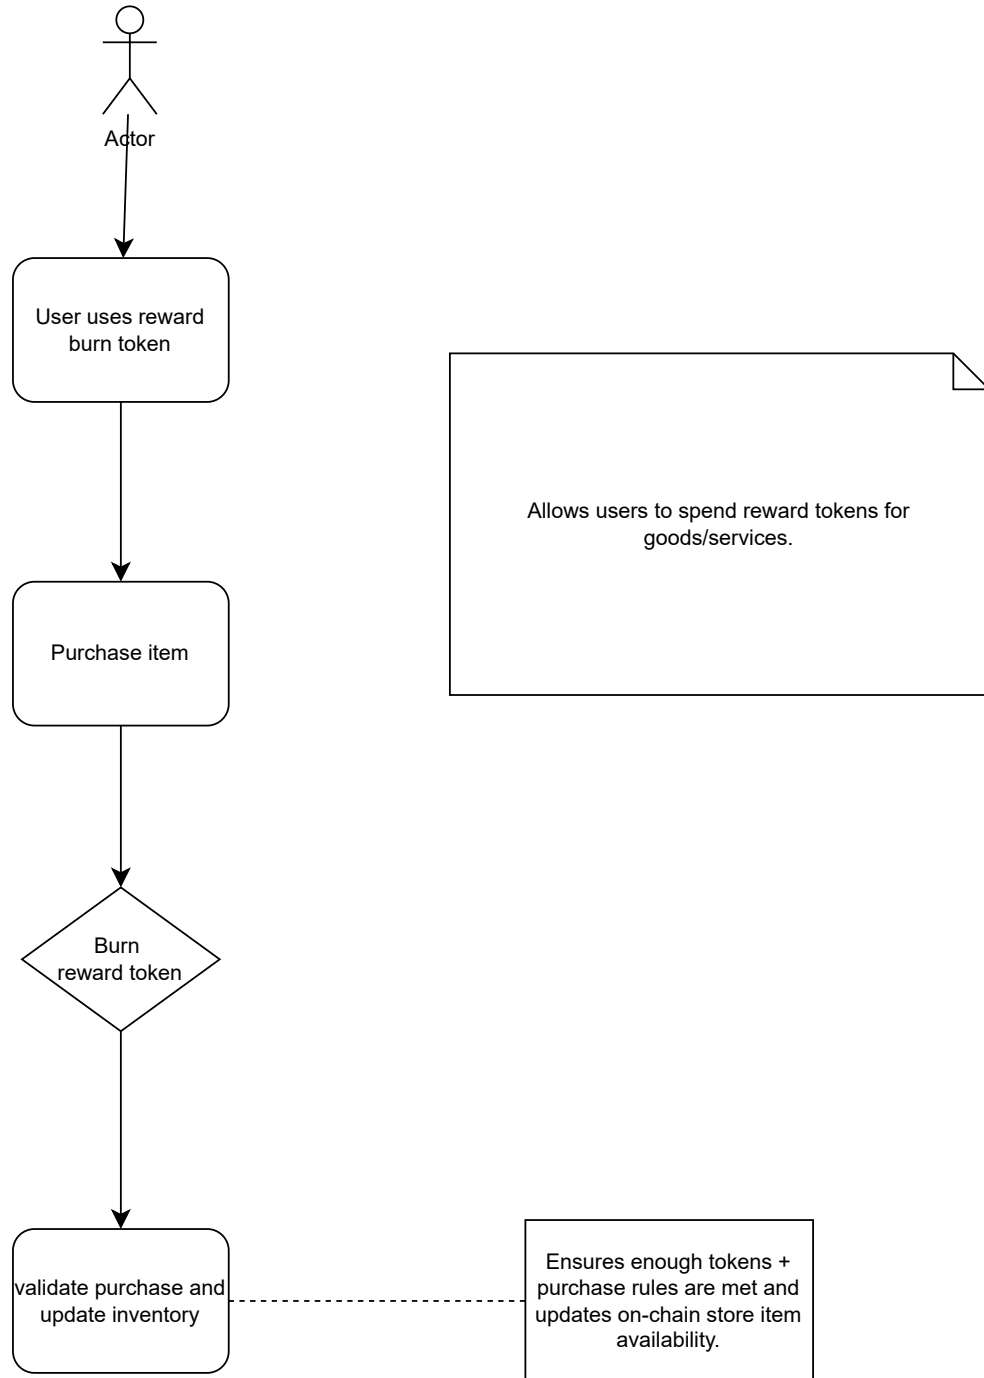 Actor
User uses reward
burn token
Allows users to spend reward tokens for
goods/services.
Purchase item
Burn
reward token
validate purchase and
update inventory
Ensures enough tokens +
purchase rules are met and
updates on-chain store item
availability.